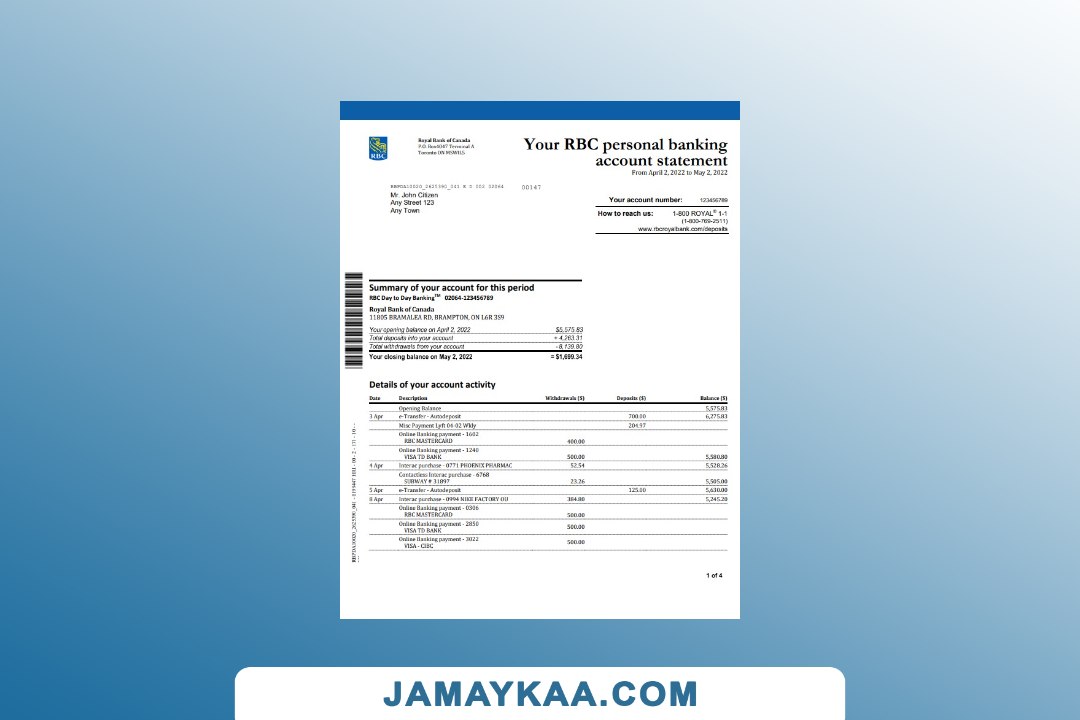 RBC
Royal Bank of Canada
P.O. Box4047 Terminal A
Toronto ON M5W1L5
Your RBC personal banking
account statement
From April 2, 2022 to May 2, 2022
RBPDA10020_2625390_041 E D 002 02064 00147
Mr. John Citizen
Any Street 123
Any Town
Your account number: 123456789
How to reach us: 1-800 ROYAL® 1-1
(1-800-769-2511)
www.rbcroyalbank.com/deposits
Summary of your account for this period
RBC Day to Day Banking™ 02064-123456789
Royal Bank of Canada
11805 BRAMALEA RD, BRAMPTON, ON L6R 3S9
Your opening balance on April 2, 2022 $5,575.83
Total deposits into your account + 4,263.31
Total withdrawals from your account - 8,139.80
Your closing balance on May 2, 2022 = $1,699.34
Details of your account activity
Date Description Withdrawals ($) Deposits ($) Balance ($)
Opening Balance 5,575.83
3 Apr e-Transfer - Autodeposit 700.00 6,275.83
Misc Payment Lyft 04-02 Wkly 204.97
Online Banking payment - 1602
RBC MASTERCARD 400.00
Online Banking payment - 1240
VISA TD BANK 500.00 5,580.80
4 Apr Interac purchase - 0771 PHOENIX PHARMAC 52.54 5,528.26
Contactless Interac purchase - 6768
SUBWAY # 31897 23.26 5,505.00
5 Apr e-Transfer - Autodeposit 125.00 5,630.00
8 Apr Interac purchase - 0994 NIKE FACTORY OU 384.80 5,245.20
Online Banking payment - 0306
RBC MASTERCARD 500.00
Online Banking payment - 2850
VISA TD BANK 500.00
Online Banking payment - 3022
VISA - CIBC 500.00
1 of 4
JAMAYKAA.COM